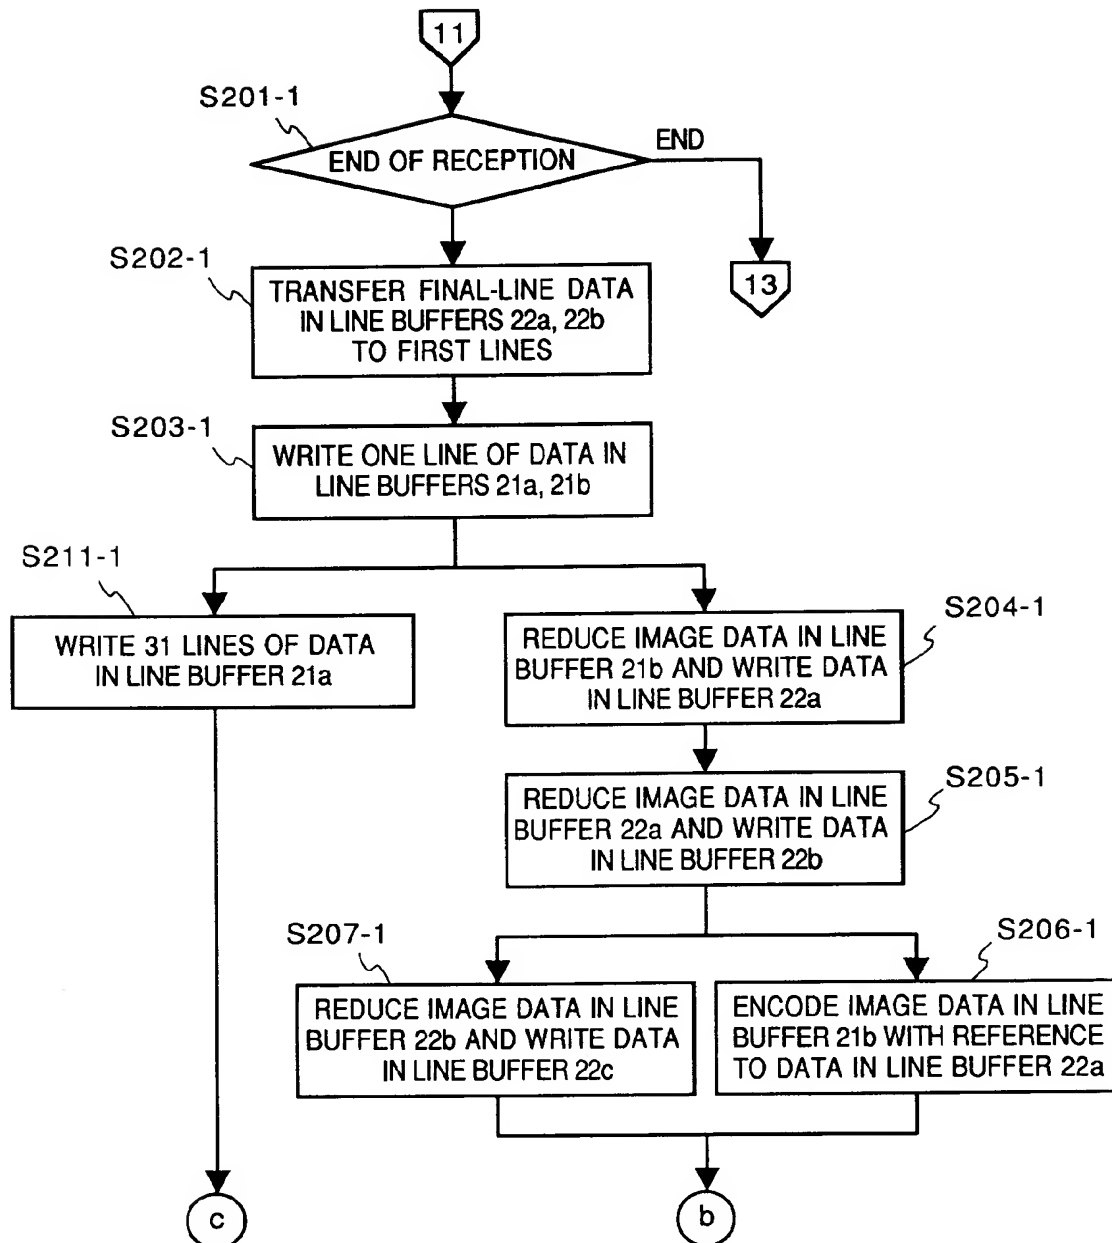 11
S201-1
END OF RECEPTION
END
13
S202-1
TRANSFER FINAL-LINE DATA
IN LINE BUFFERS 22a, 22b
TO FIRST LINES
S203-1
WRITE ONE LINE OF DATA IN
LINE BUFFERS 21a, 21b
S211-1
WRITE 31 LINES OF DATA
IN LINE BUFFER 21a
S204-1
REDUCE IMAGE DATA IN LINE
BUFFER 21b AND WRITE DATA
IN LINE BUFFER 22a
S205-1
REDUCE IMAGE DATA IN LINE
BUFFER 22a AND WRITE DATA
IN LINE BUFFER 22b
S207-1
REDUCE IMAGE DATA IN LINE
BUFFER 22b AND WRITE DATA
IN LINE BUFFER 22c
S206-1
ENCODE IMAGE DATA IN LINE
BUFFER 21b WITH REFERENCE
TO DATA IN LINE BUFFER 22a
c
b